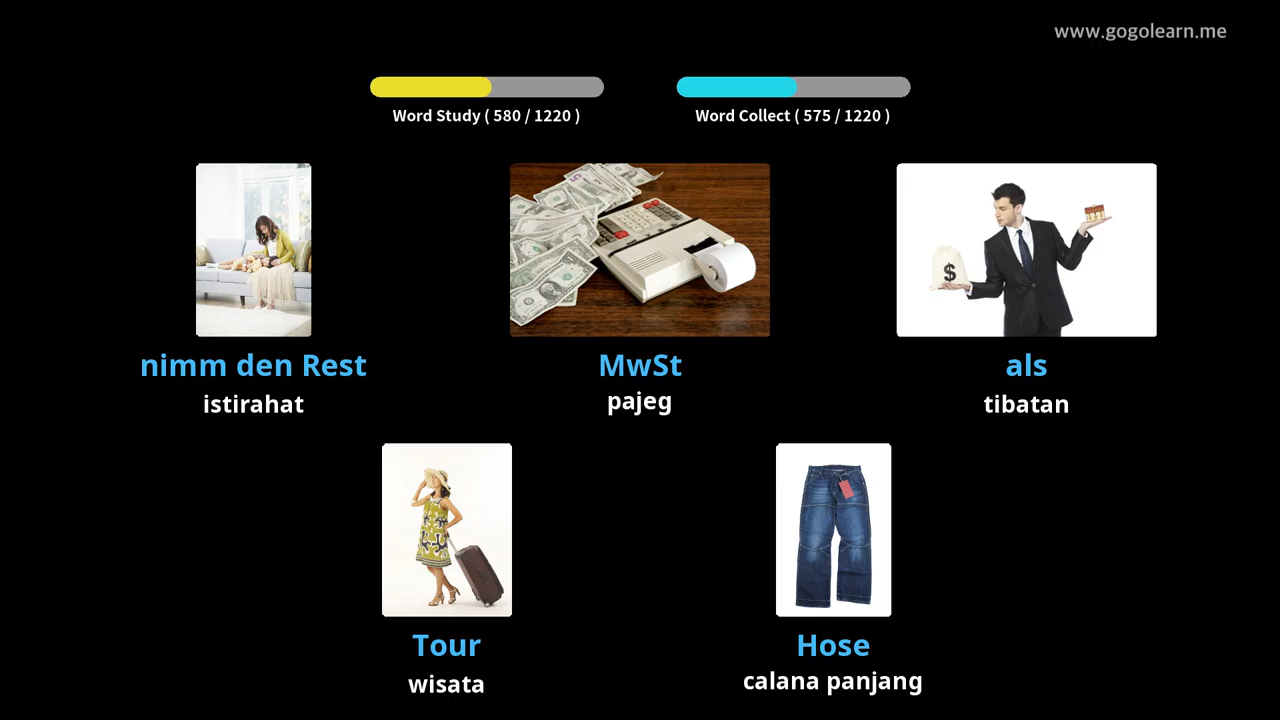 www.gogolearn.me
Word Study ( 580 / 1220 )
Word Collect ( 575 / 1220 )
nimm den Rest
istirahat
MwSt
pajeg
als
tibatan
$
Tour
wisata
Hose
calana panjang